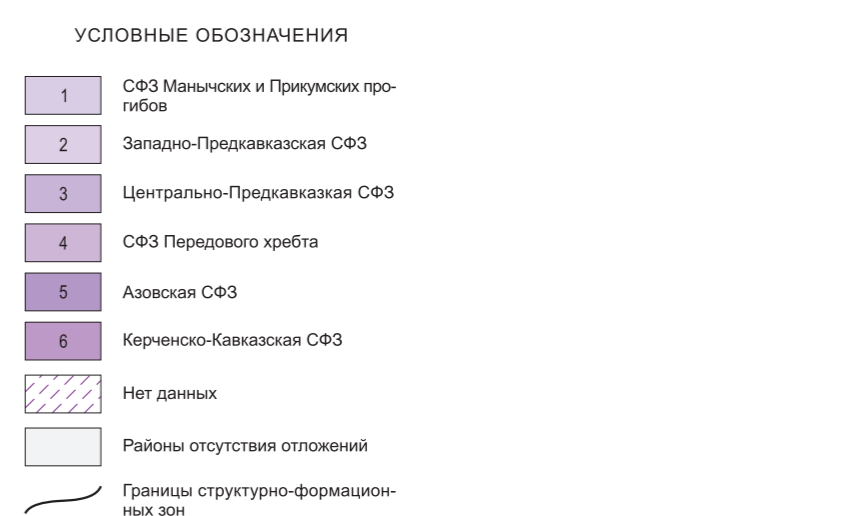 УСЛОВНЫЕ ОБОЗНАЧЕНИЯ
1 СФЗ Манычских и Прикумских про-
гибов
2 Западно-Предкавказская СФЗ
3 Центрально-Предкавказкая СФЗ
4 СФЗ Передового хребта
5 Азовская СФЗ
6 Керченско-Кавказская СФЗ
Нет данных
Районы отсутствия отложений
Границы структурно-формацион-
ных зон